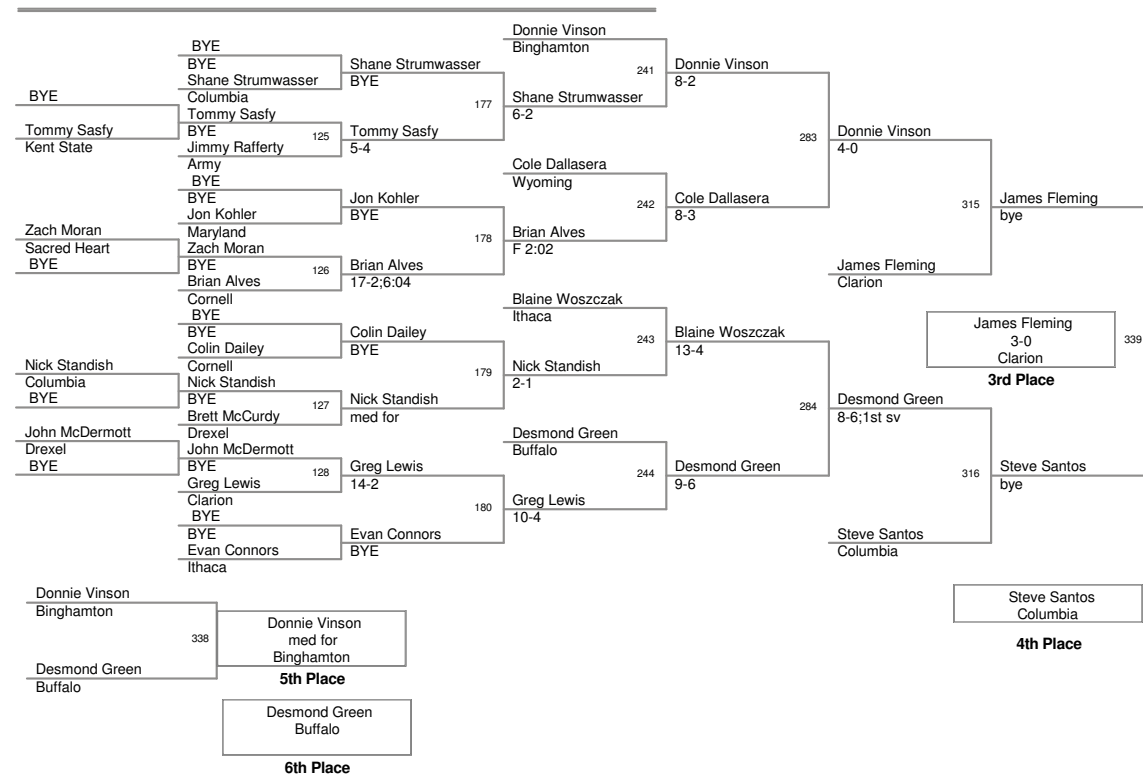 BYE
Tommy Sasfy
Kent State
Zach Moran
Sacred Heart
BYE
Nick Standish
Columbia
BYE
John McDermott
Drexel
BYE
BYE
BYE
Shane Strumwasser
Columbia
Tommy Sasfy
BYE
125
Jimmy Rafferty
Army
BYE
BYE
Jon Kohler
Maryland
Zach Moran
BYE
126
Brian Alves
Cornell
BYE
BYE
Colin Dailey
Cornell
Nick Standish
BYE
127
Brett McCurdy
Drexel
John McDermott
BYE
128
Greg Lewis
Clarion
BYE
BYE
Evan Connors
Ithaca
Shane Strumwasser
BYE
177
Tommy Sasfy
5-4
Jon Kohler
BYE
178
Brian Alves
17-2;6:04
Colin Dailey
BYE
179
Nick Standish
med for
Greg Lewis
14-2
180
Evan Connors
BYE
Donnie Vinson
Binghamton
241
Shane Strumwasser
6-2
Cole Dallasera
Wyoming
242
Brian Alves
F 2:02
Blaine Woszczak
Ithaca
243
Nick Standish
2-1
Desmond Green
Buffalo
244
Greg Lewis
10-4
Donnie Vinson
8-2
283
Cole Dallasera
8-3
Blaine Woszczak
13-4
284
Desmond Green
9-6
Donnie Vinson
4-0
315
James Fleming
Clarion
Desmond Green
8-6;1st sv
316
Steve Santos
Columbia
James Fleming
bye
James Fleming
3-0
Clarion
339
3rd Place
Steve Santos
bye
Steve Santos
Columbia
4th Place
Donnie Vinson
Binghamton
338
Desmond Green
Buffalo
Donnie Vinson
med for
Binghamton
5th Place
Desmond Green
Buffalo
6th Place